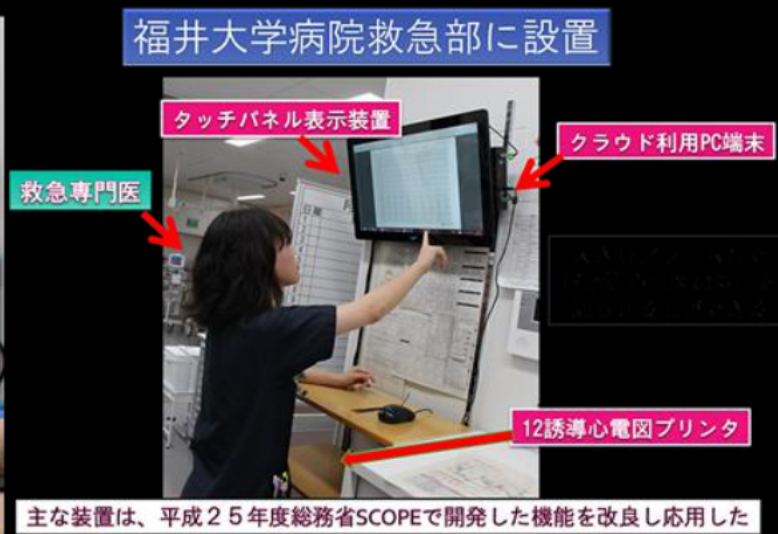 福井大学病院救急部に設置
タッチパネル表示装置
クラウド利用PC端末
救急専門医
日程
12誘導心電図プリンタ
主な装置は、平成25年度総務省SCOPEで開発した機能を改良し応用した